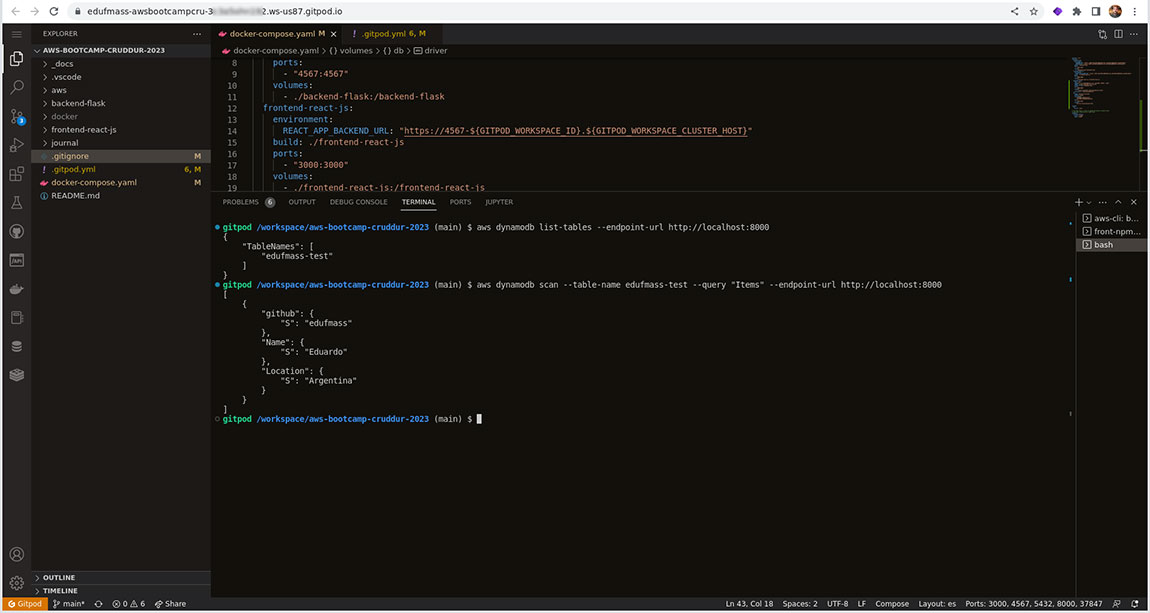 edufmass-awsbootcampcru-3 2.ws-us87.gitpod.io
EXPLORER
AWS-BOOTCAMP-CRUDDUR-2023
_docs
.vscode
aws
backend-flask
docker
frontend-react-js
journal
.gitignore M
! .gitpod.yml 6, M
docker-compose.yaml M
README.md
OUTLINE
TIMELINE
3
docker-compose.yaml M ×
! .gitpod.yml 6, M
docker-compose.yaml > {} volumes > {} db > driver
8 ports:
9 - "4567:4567"
10 volumes:
11 - ./backend-flask:/backend-flask
12 frontend-react-js:
13 environment:
14 REACT_APP_BACKEND_URL: "https://4567-${GITPOD_WORKSPACE_ID}.${GITPOD_WORKSPACE_CLUSTER_HOST}"
15 build: ./frontend-react-js
16 ports:
17 - "3000:3000"
18 volumes:
19 - ./frontend-react-js:/frontend-react-js
PROBLEMS 6 OUTPUT DEBUG CONSOLE TERMINAL PORTS JUPYTER
gitpod /workspace/aws-bootcamp-cruddur-2023 (main) $ aws dynamodb list-tables --endpoint-url http://localhost:8000
{
"TableNames": [
"edufmass-test"
]
}
gitpod /workspace/aws-bootcamp-cruddur-2023 (main) $ aws dynamodb scan --table-name edufmass-test --query "Items" --endpoint-url http://localhost:8000
[
{
"github": {
"S": "edufmass"
},
"Name": {
"S": "Eduardo"
},
"Location": {
"S": "Argentina"
}
}
]
gitpod /workspace/aws-bootcamp-cruddur-2023 (main) $
aws-cli: b...
front-npm...
bash
Gitpod main* 0 6 Share
Ln 43, Col 18 Spaces: 2 UTF-8 LF Compose Layout: es Ports: 3000, 4567, 5432, 8000, 37847